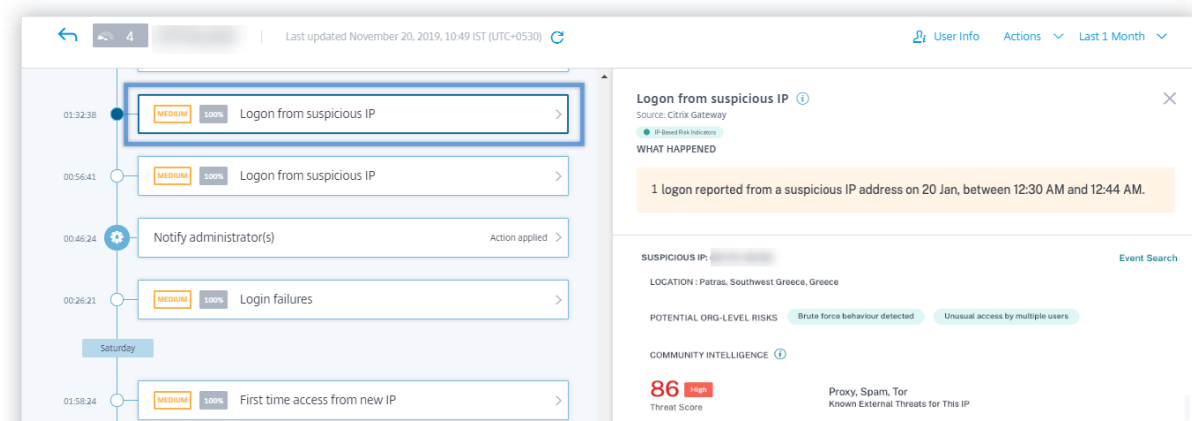 4
Last updated November 20, 2019, 10:49 IST (UTC+0530)
User Info
Actions
Last 1 Month
01:32:38
MEDIUM
100%
Logon from suspicious IP
00:56:41
MEDIUM
100%
Logon from suspicious IP
00:46:24
Notify administrator(s)
Action applied
00:26:21
MEDIUM
100%
Login failures
Saturday
01:58:24
MEDIUM
100%
First time access from new IP
Logon from suspicious IP
Source: Citrix Gateway
IP-Based Risk Indicators
WHAT HAPPENED
1 logon reported from a suspicious IP address on 20 Jan, between 12:30 AM and 12:44 AM.
SUSPICIOUS IP:
Event Search
LOCATION : Patras, Southwest Greece, Greece
POTENTIAL ORG-LEVEL RISKS
Brute force behaviour detected
Unusual access by multiple users
COMMUNITY INTELLIGENCE
86
High
Threat Score
Proxy, Spam, Tor
Known External Threats for This IP